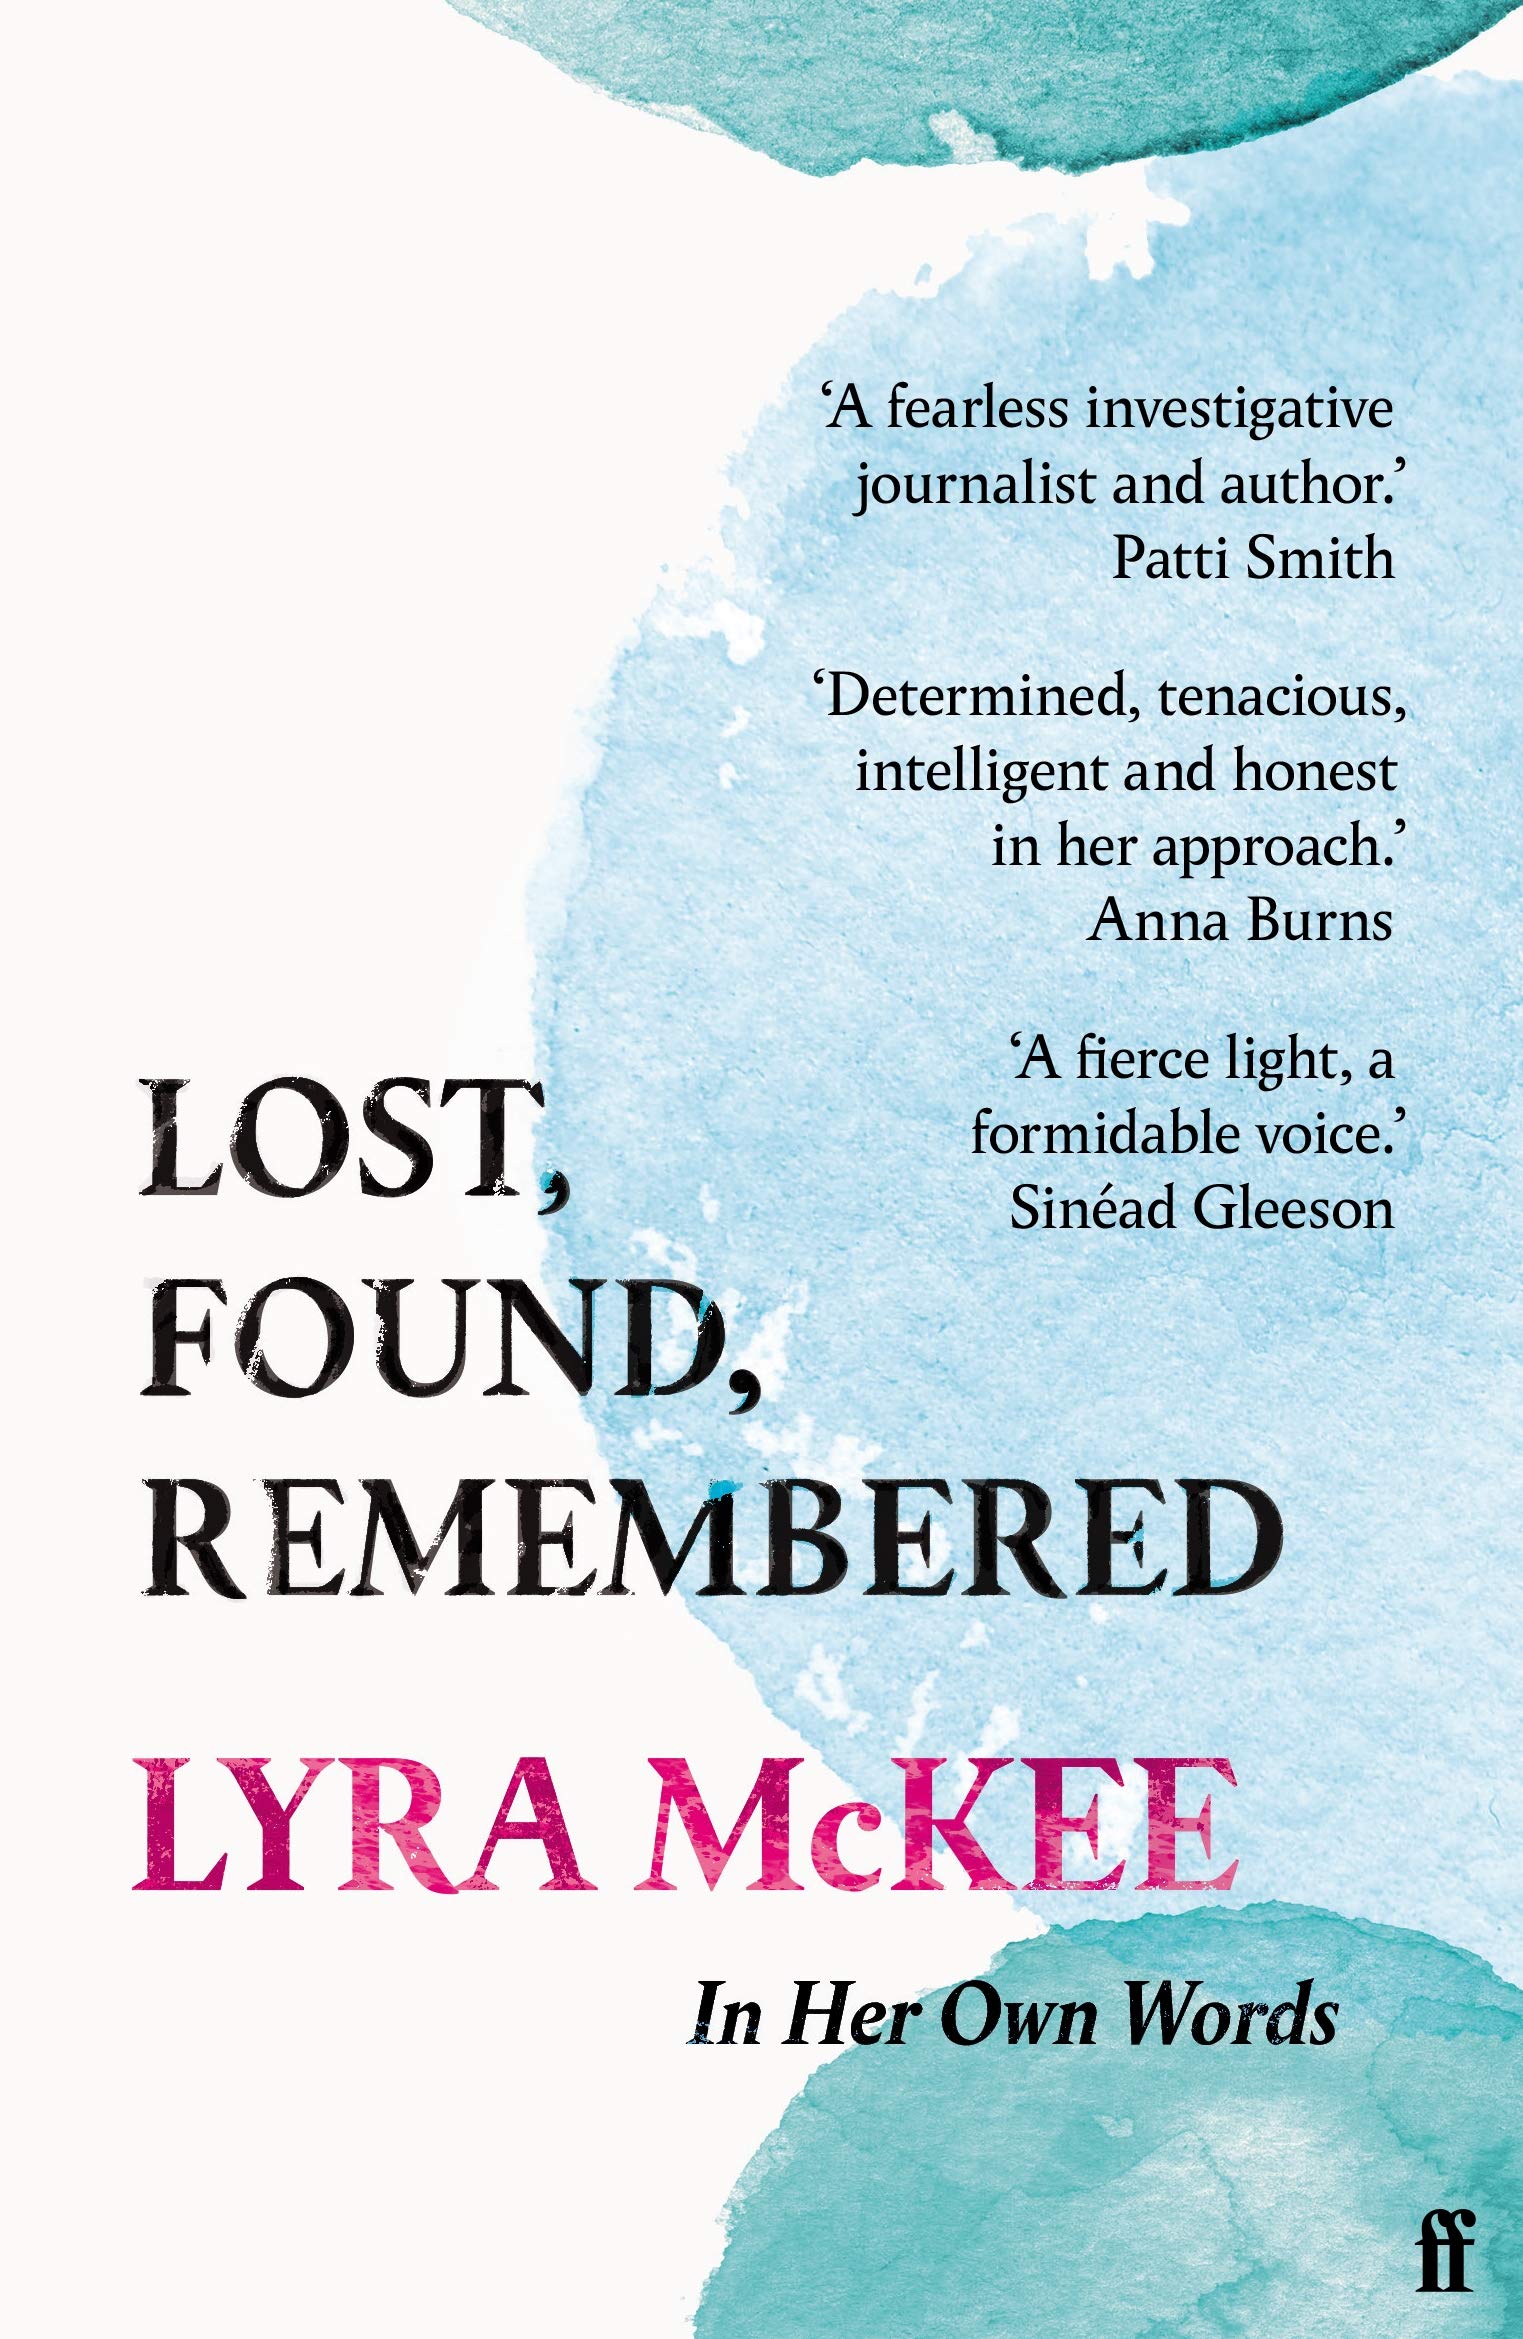 ‘A fearless investigative
journalist and author.’
Patti Smith
‘Determined, tenacious,
intelligent and honest
in her approach.’
Anna Burns
‘A fierce light, a
formidable voice.’
Sinéad Gleeson
LOST,
FOUND,
REMEMBERED
LYRA McKEE
In Her Own Words
ff